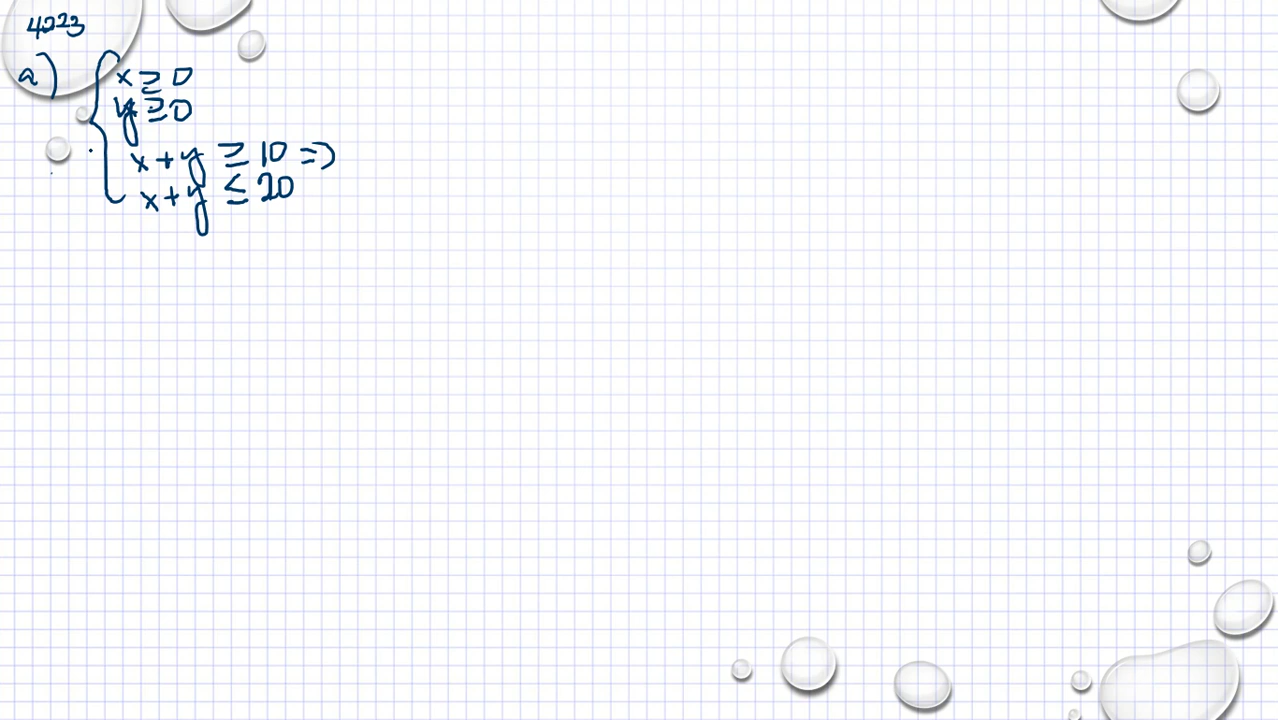 4223
a) { x ≥ 0
y ≥ 0
x + y ≥ 10 =>
x + y ≤ 20